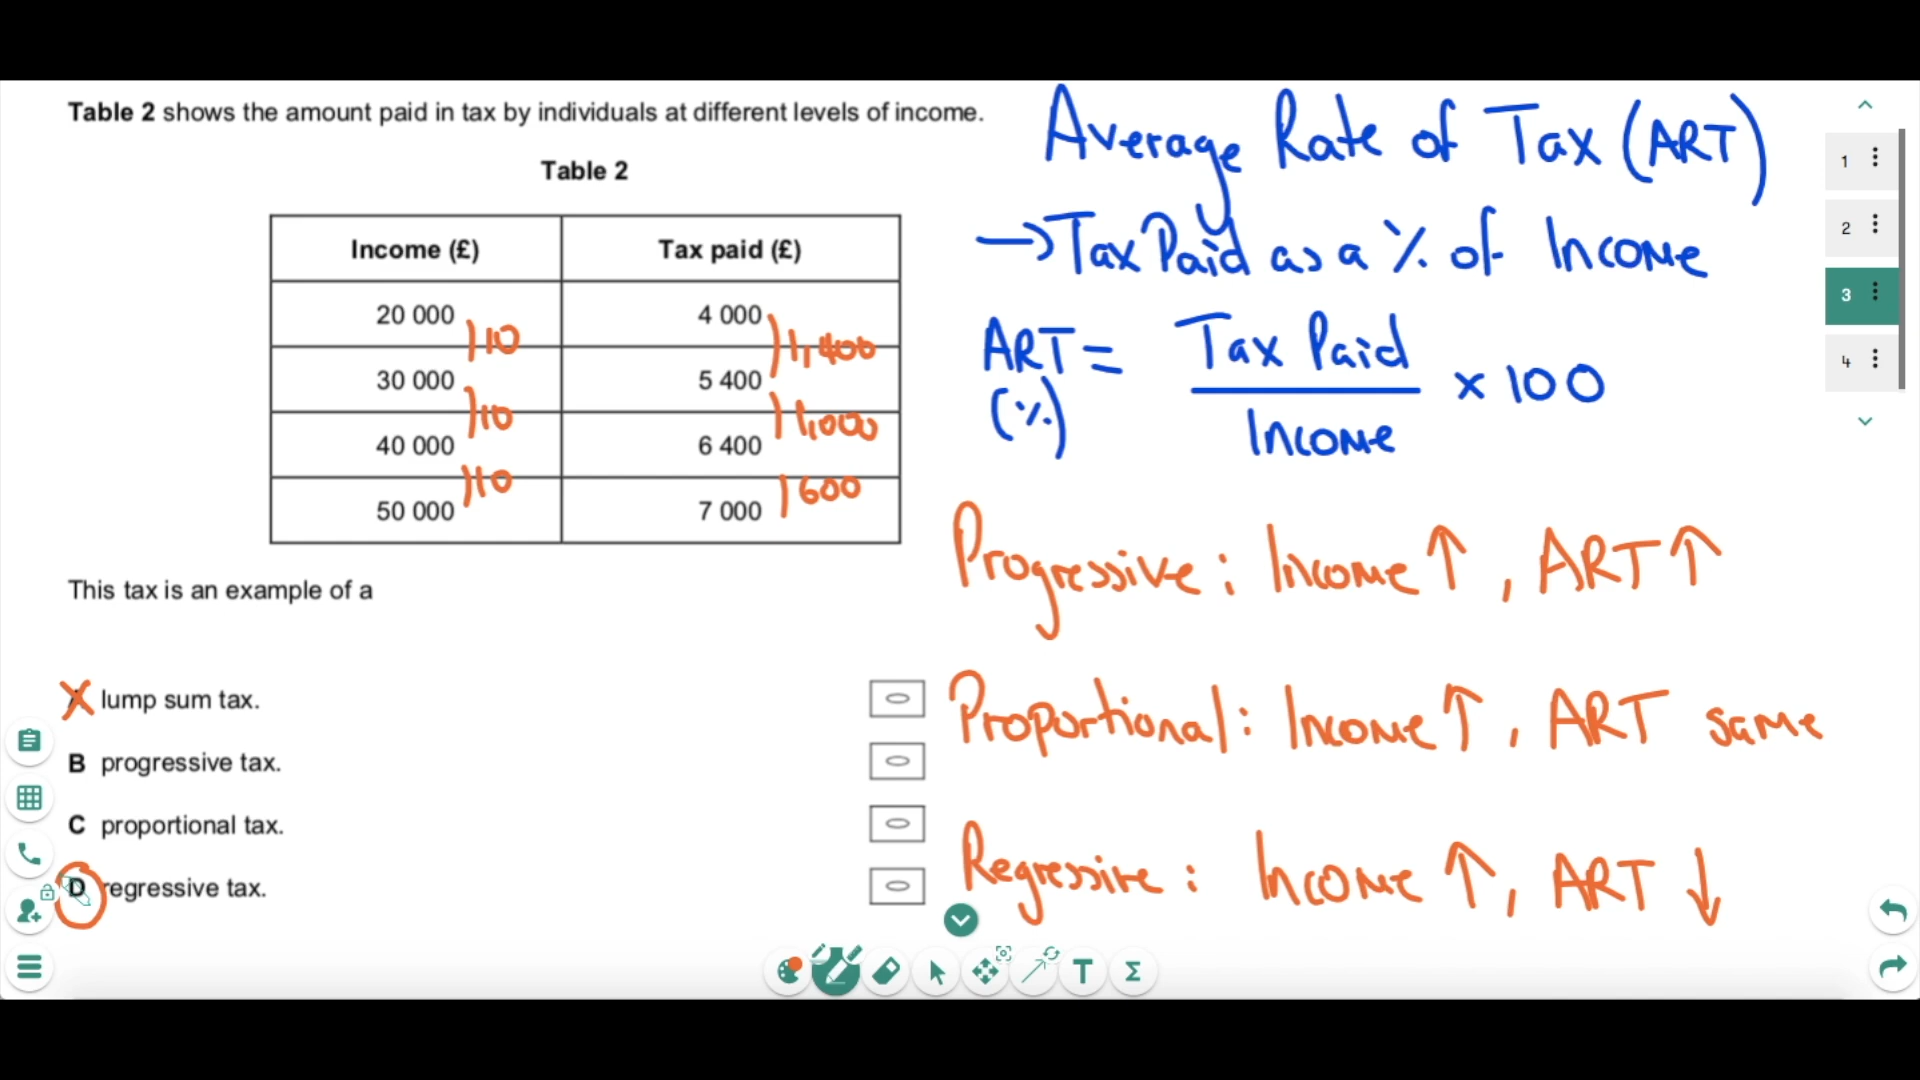 Table 2 shows the amount paid in tax by individuals at different levels of income.
Table 2
Income (£) Tax paid (£)
20 000 4 000
)10 )1,400
30 000 5 400
)10 )1,000
40 000 6 400
)10 )600
50 000 7 000
This tax is an example of a
A lump sum tax.
B progressive tax.
C proportional tax.
D regressive tax.
Average Rate of Tax (ART)
→ Tax Paid as a % of Income
ART = Tax Paid x 100
(%) Income
Progressive : Income ↑, ART ↑
Proportional : Income ↑, ART same
Regressive : Income ↑, ART ↓
1
2
3
4
T
Σ